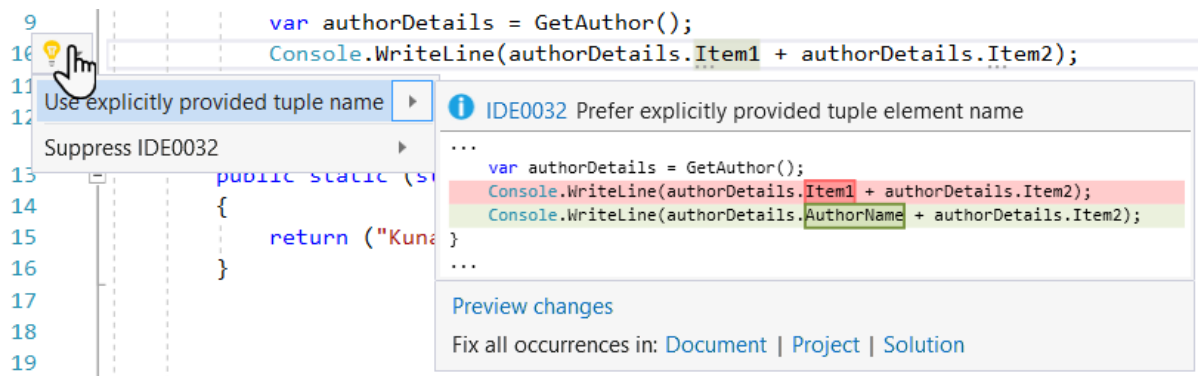 9 var authorDetails = GetAuthor();
10 Console.WriteLine(authorDetails.Item1 + authorDetails.Item2);
11
12
Use explicitly provided tuple name
Suppress IDE0032
IDE0032 Prefer explicitly provided tuple element name
...
var authorDetails = GetAuthor();
Console.WriteLine(authorDetails.Item1 + authorDetails.Item2);
Console.WriteLine(authorDetails.AuthorName + authorDetails.Item2);
}
...
Preview changes
Fix all occurrences in: Document | Project | Solution
13 public static (st
14 {
15 return ("Kuna
16 }
17
18
19